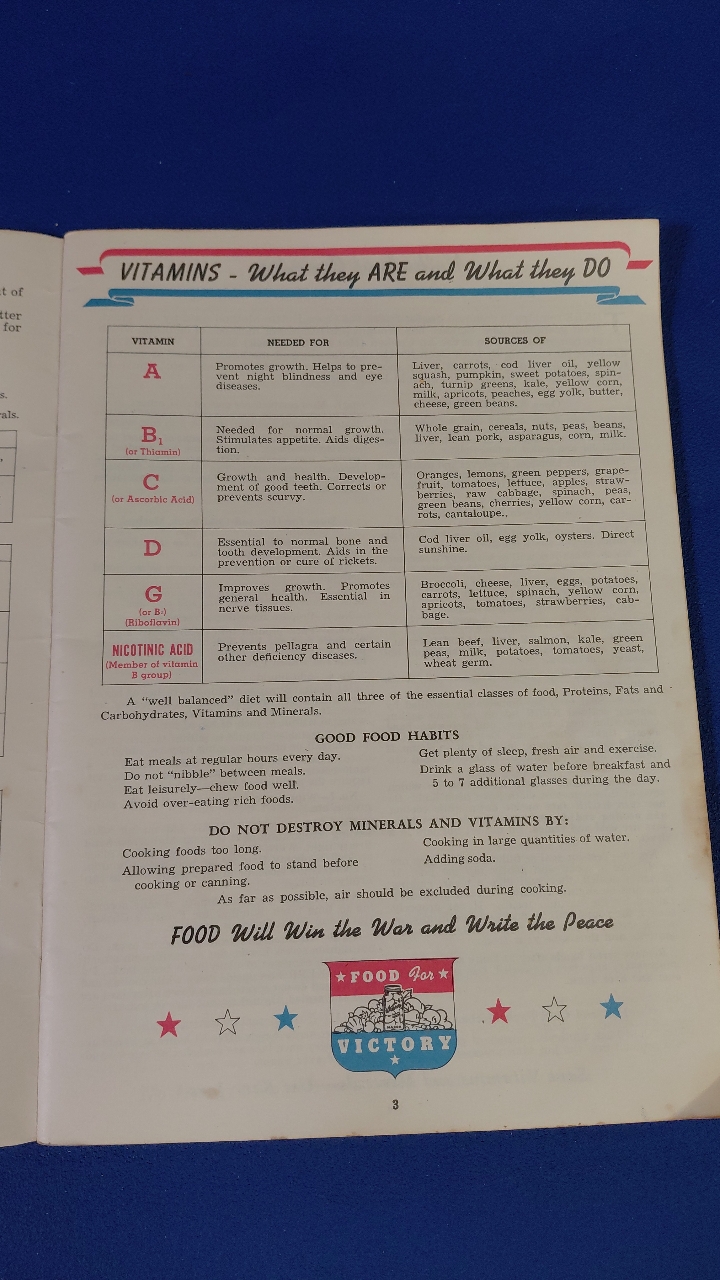 t of
tter
for
s.
als.
VITAMINS - What they ARE and What they DO
VITAMIN
NEEDED FOR
SOURCES OF
A
Promotes growth. Helps to pre-
vent night blindness and eye
diseases.
Liver, carrots, cod liver oil, yellow
squash, pumpkin, sweet potatoes, spin-
ach, turnip greens, kale, yellow corn,
milk, apricots, peaches, egg yolk, butter,
cheese, green beans.
B₁
(or Thiamin)
Needed for normal growth.
Stimulates appetite. Aids diges-
tion.
Whole grain, cereals, nuts, peas, beans,
liver, lean pork, asparagus, corn, milk.
C
(or Ascorbic Acid)
Growth and health. Develop-
ment of good teeth. Corrects or
prevents scurvy.
Oranges, lemons, green peppers, grape-
fruit, tomatoes, lettuce, apples, straw-
berries, raw cabbage, spinach, peas,
green beans, cherries, yellow corn, car-
rots, cantaloupe..
D
Essential to normal bone and
tooth development. Aids in the
prevention or cure of rickets.
Cod liver oil, egg yolk, oysters. Direct
sunshine.
G
(or B₂)
(Riboflavin)
Improves growth. Promotes
general health. Essential in
nerve tissues.
Broccoli, cheese, liver, eggs, potatoes,
carrots, lettuce, spinach, yellow corn,
apricots, tomatoes, strawberries, cab-
bage.
NICOTINIC ACID
(Member of vitamin
B group)
Prevents pellagra and certain
other deficiency diseases.
Lean beef, liver, salmon, kale, green
peas, milk, potatoes, tomatoes, yeast,
wheat germ.
A "well balanced" diet will contain all three of the essential classes of food, Proteins, Fats and
Carbohydrates, Vitamins and Minerals.
GOOD FOOD HABITS
Eat meals at regular hours every day.
Do not "nibble" between meals.
Eat leisurely—chew food well.
Avoid over-eating rich foods.
Get plenty of sleep, fresh air and exercise.
Drink a glass of water before breakfast and
5 to 7 additional glasses during the day.
DO NOT DESTROY MINERALS AND VITAMINS BY:
Cooking foods too long.
Allowing prepared food to stand before
cooking or canning.
Cooking in large quantities of water.
Adding soda.
As far as possible, air should be excluded during cooking.
FOOD Will Win the War and Write the Peace
FOOD For
VICTORY
3